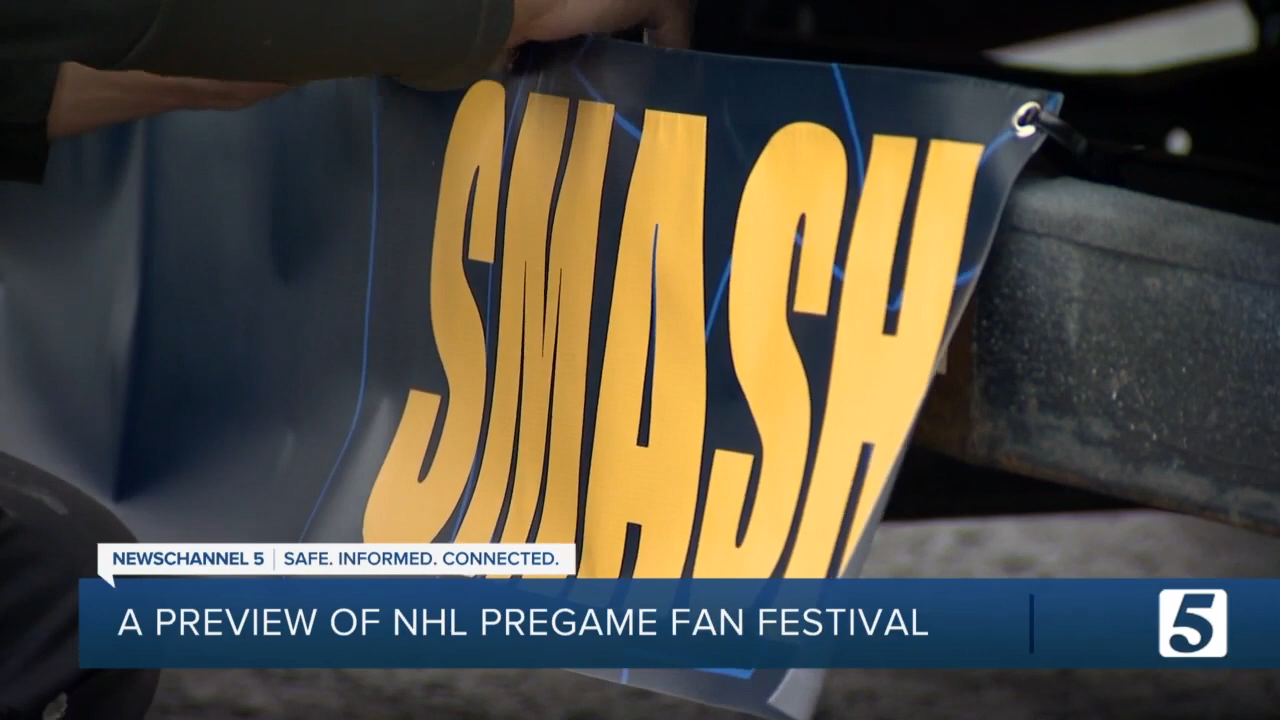 SMASH
NEWSCHANNEL 5 | SAFE. INFORMED. CONNECTED.
A PREVIEW OF NHL PREGAME FAN FESTIVAL
5